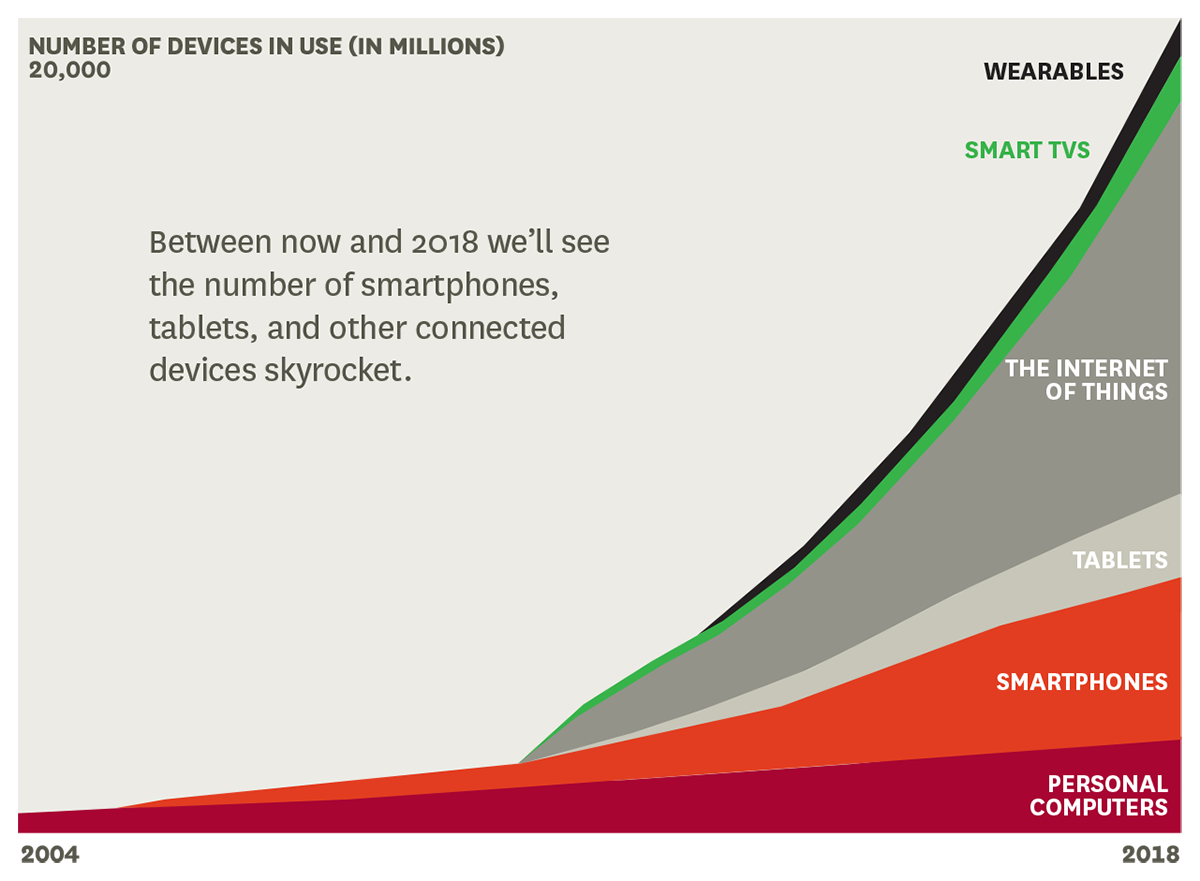 NUMBER OF DEVICES IN USE (IN MILLIONS)
20,000
WEARABLES
SMART TVS
Between now and 2018 we’ll see
the number of smartphones,
tablets, and other connected
devices skyrocket.
THE INTERNET
OF THINGS
TABLETS
SMARTPHONES
PERSONAL
COMPUTERS
2004
2018